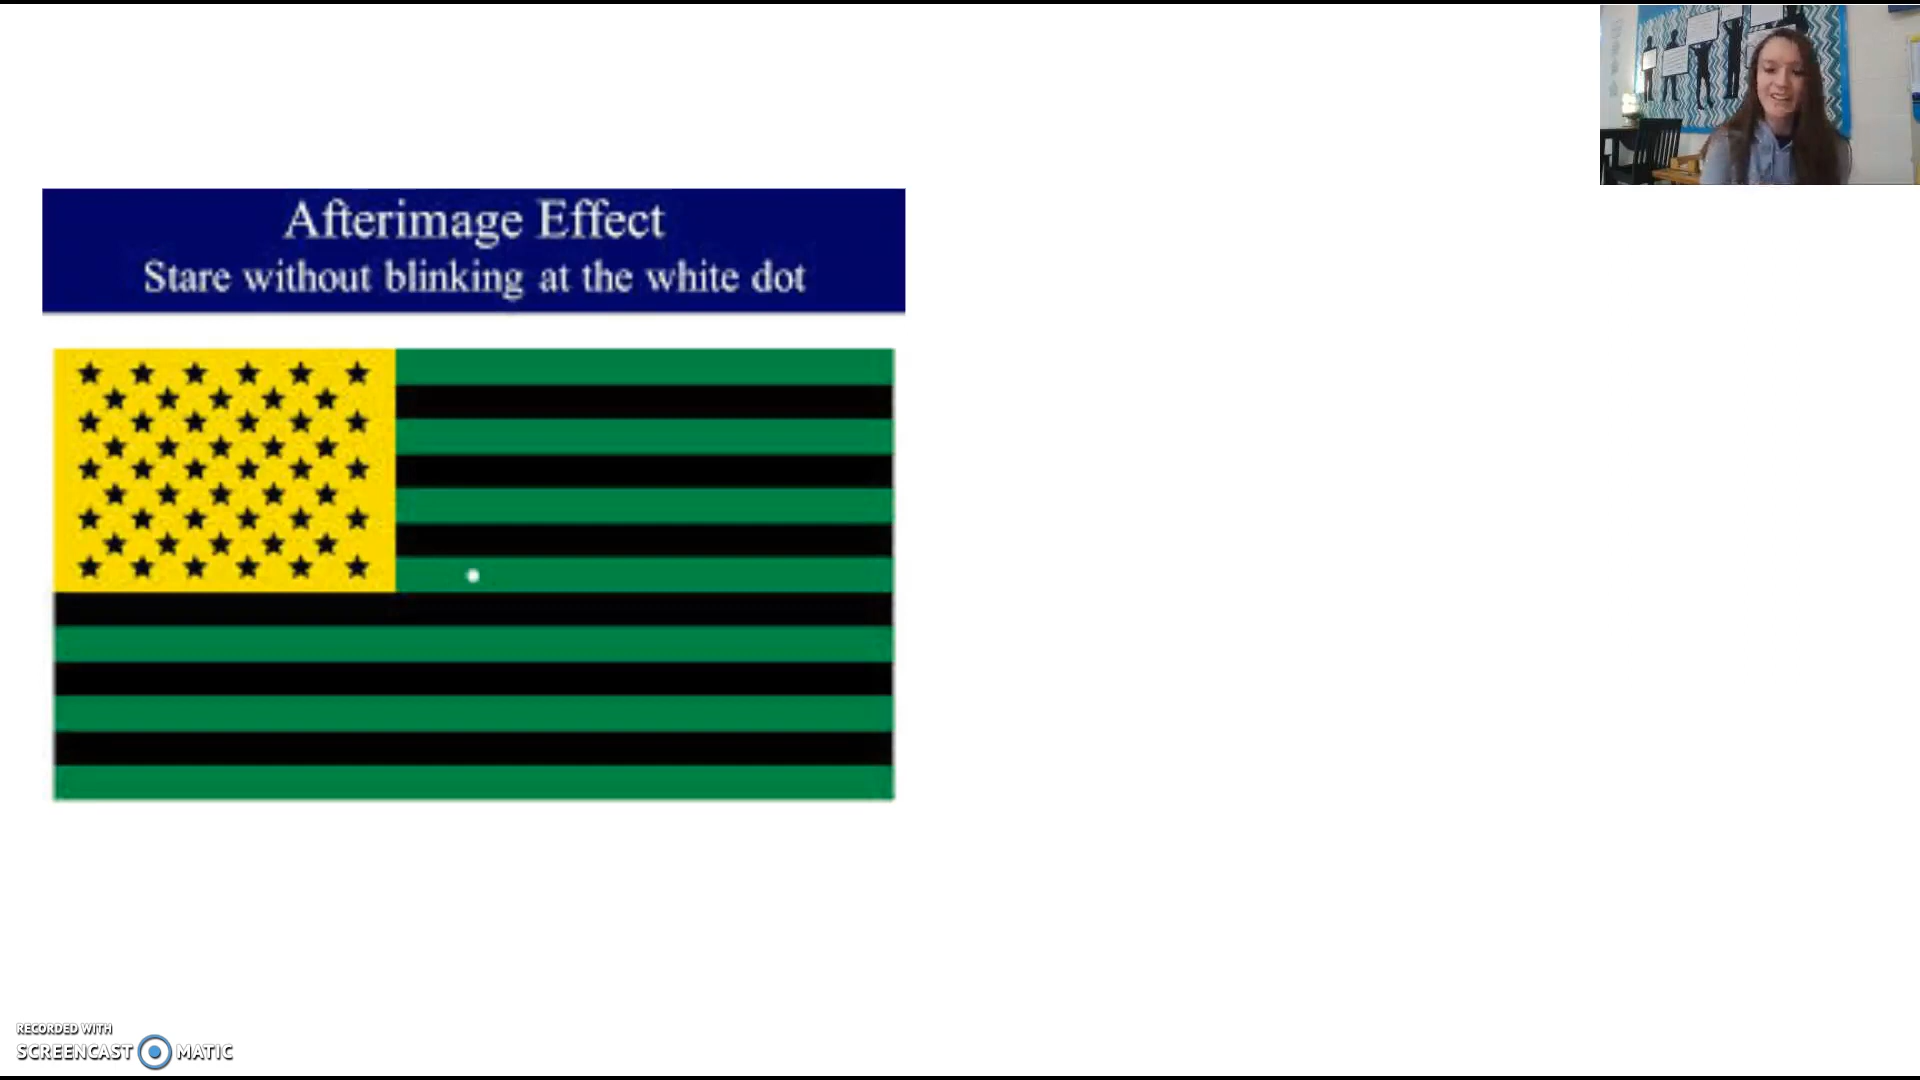 Afterimage Effect
Stare without blinking at the white dot
RECORDED WITH
SCREENCAST MATIC